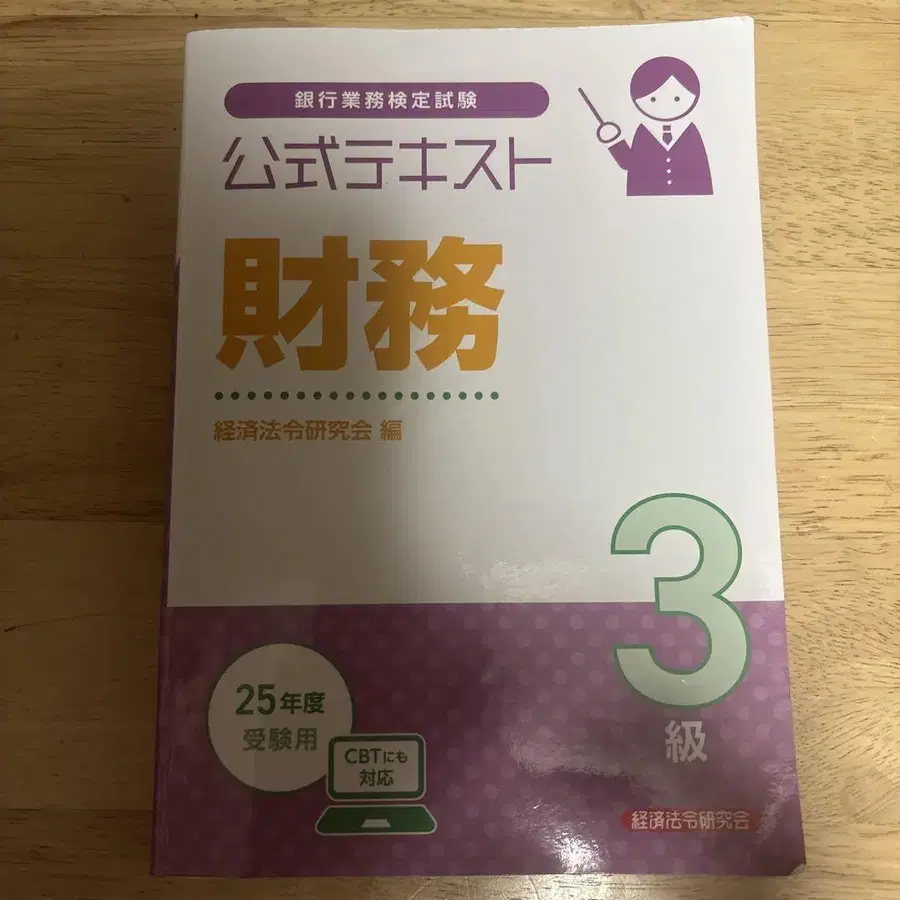 銀行業務検定試験
公式テキスト
財務
経済法令研究会 編
3
級
25年度
受験用
CBTにも
対応
経済法令研究会